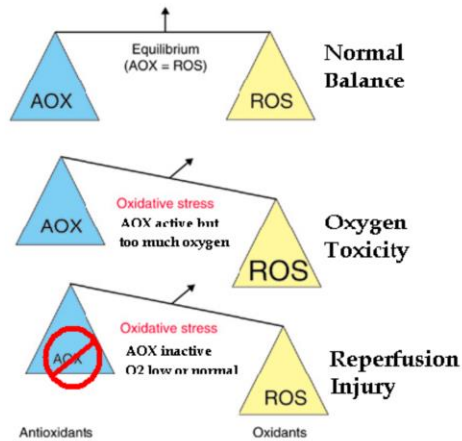 Equilibrium
(AOX = ROS)
AOX
ROS
Normal
Balance
Oxidative stress
AOX active but
too much oxygen
AOX
ROS
Oxygen
Toxicity
Oxidative stress
AOX inactive
O2 low or normal
AOX
ROS
Reperfusion
Injury
Antioxidants
Oxidants